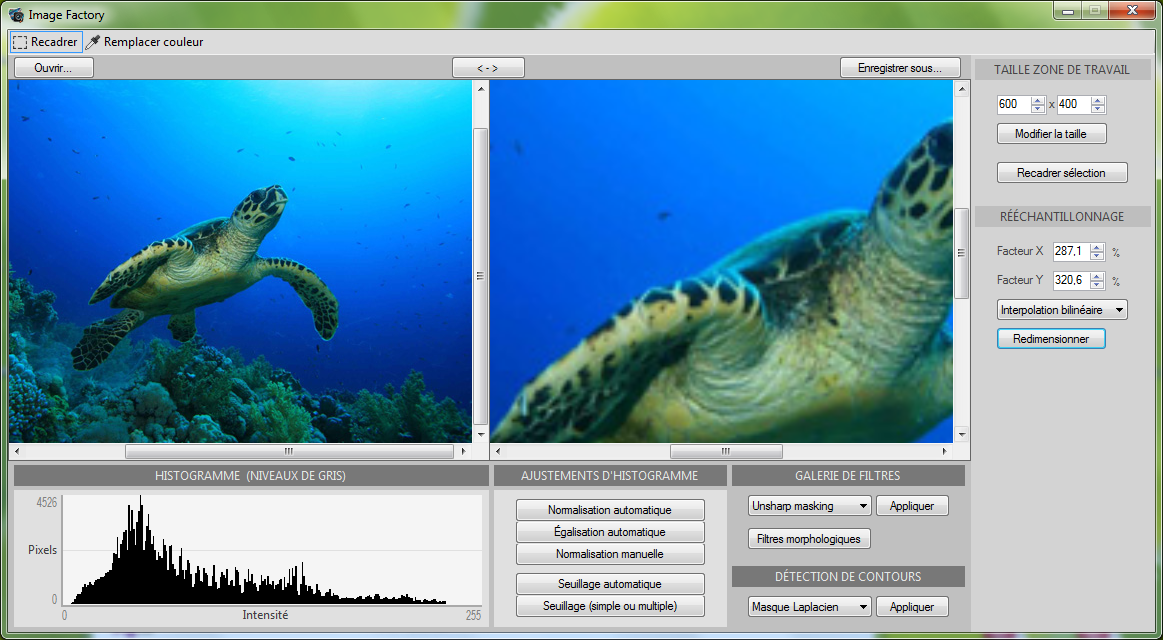 Image Factory
Recadrer Remplacer couleur
Ouvrir... < - > Enregistrer sous...
TAILLE ZONE DE TRAVAIL
600 x 400
Modifier la taille
Recadrer sélection
RÉÉCHANTILLONNAGE
Facteur X 287,1 %
Facteur Y 320,6 %
Interpolation bilinéaire
Redimensionner
HISTOGRAMME (NIVEAUX DE GRIS)
4526
Pixels
0
0 Intensité 255
AJUSTEMENTS D'HISTOGRAMME
Normalisation automatique
Égalisation automatique
Normalisation manuelle
Seuillage automatique
Seuillage (simple ou multiple)
GALERIE DE FILTRES
Unsharp masking Appliquer
Filtres morphologiques
DÉTECTION DE CONTOURS
Masque Laplacien Appliquer